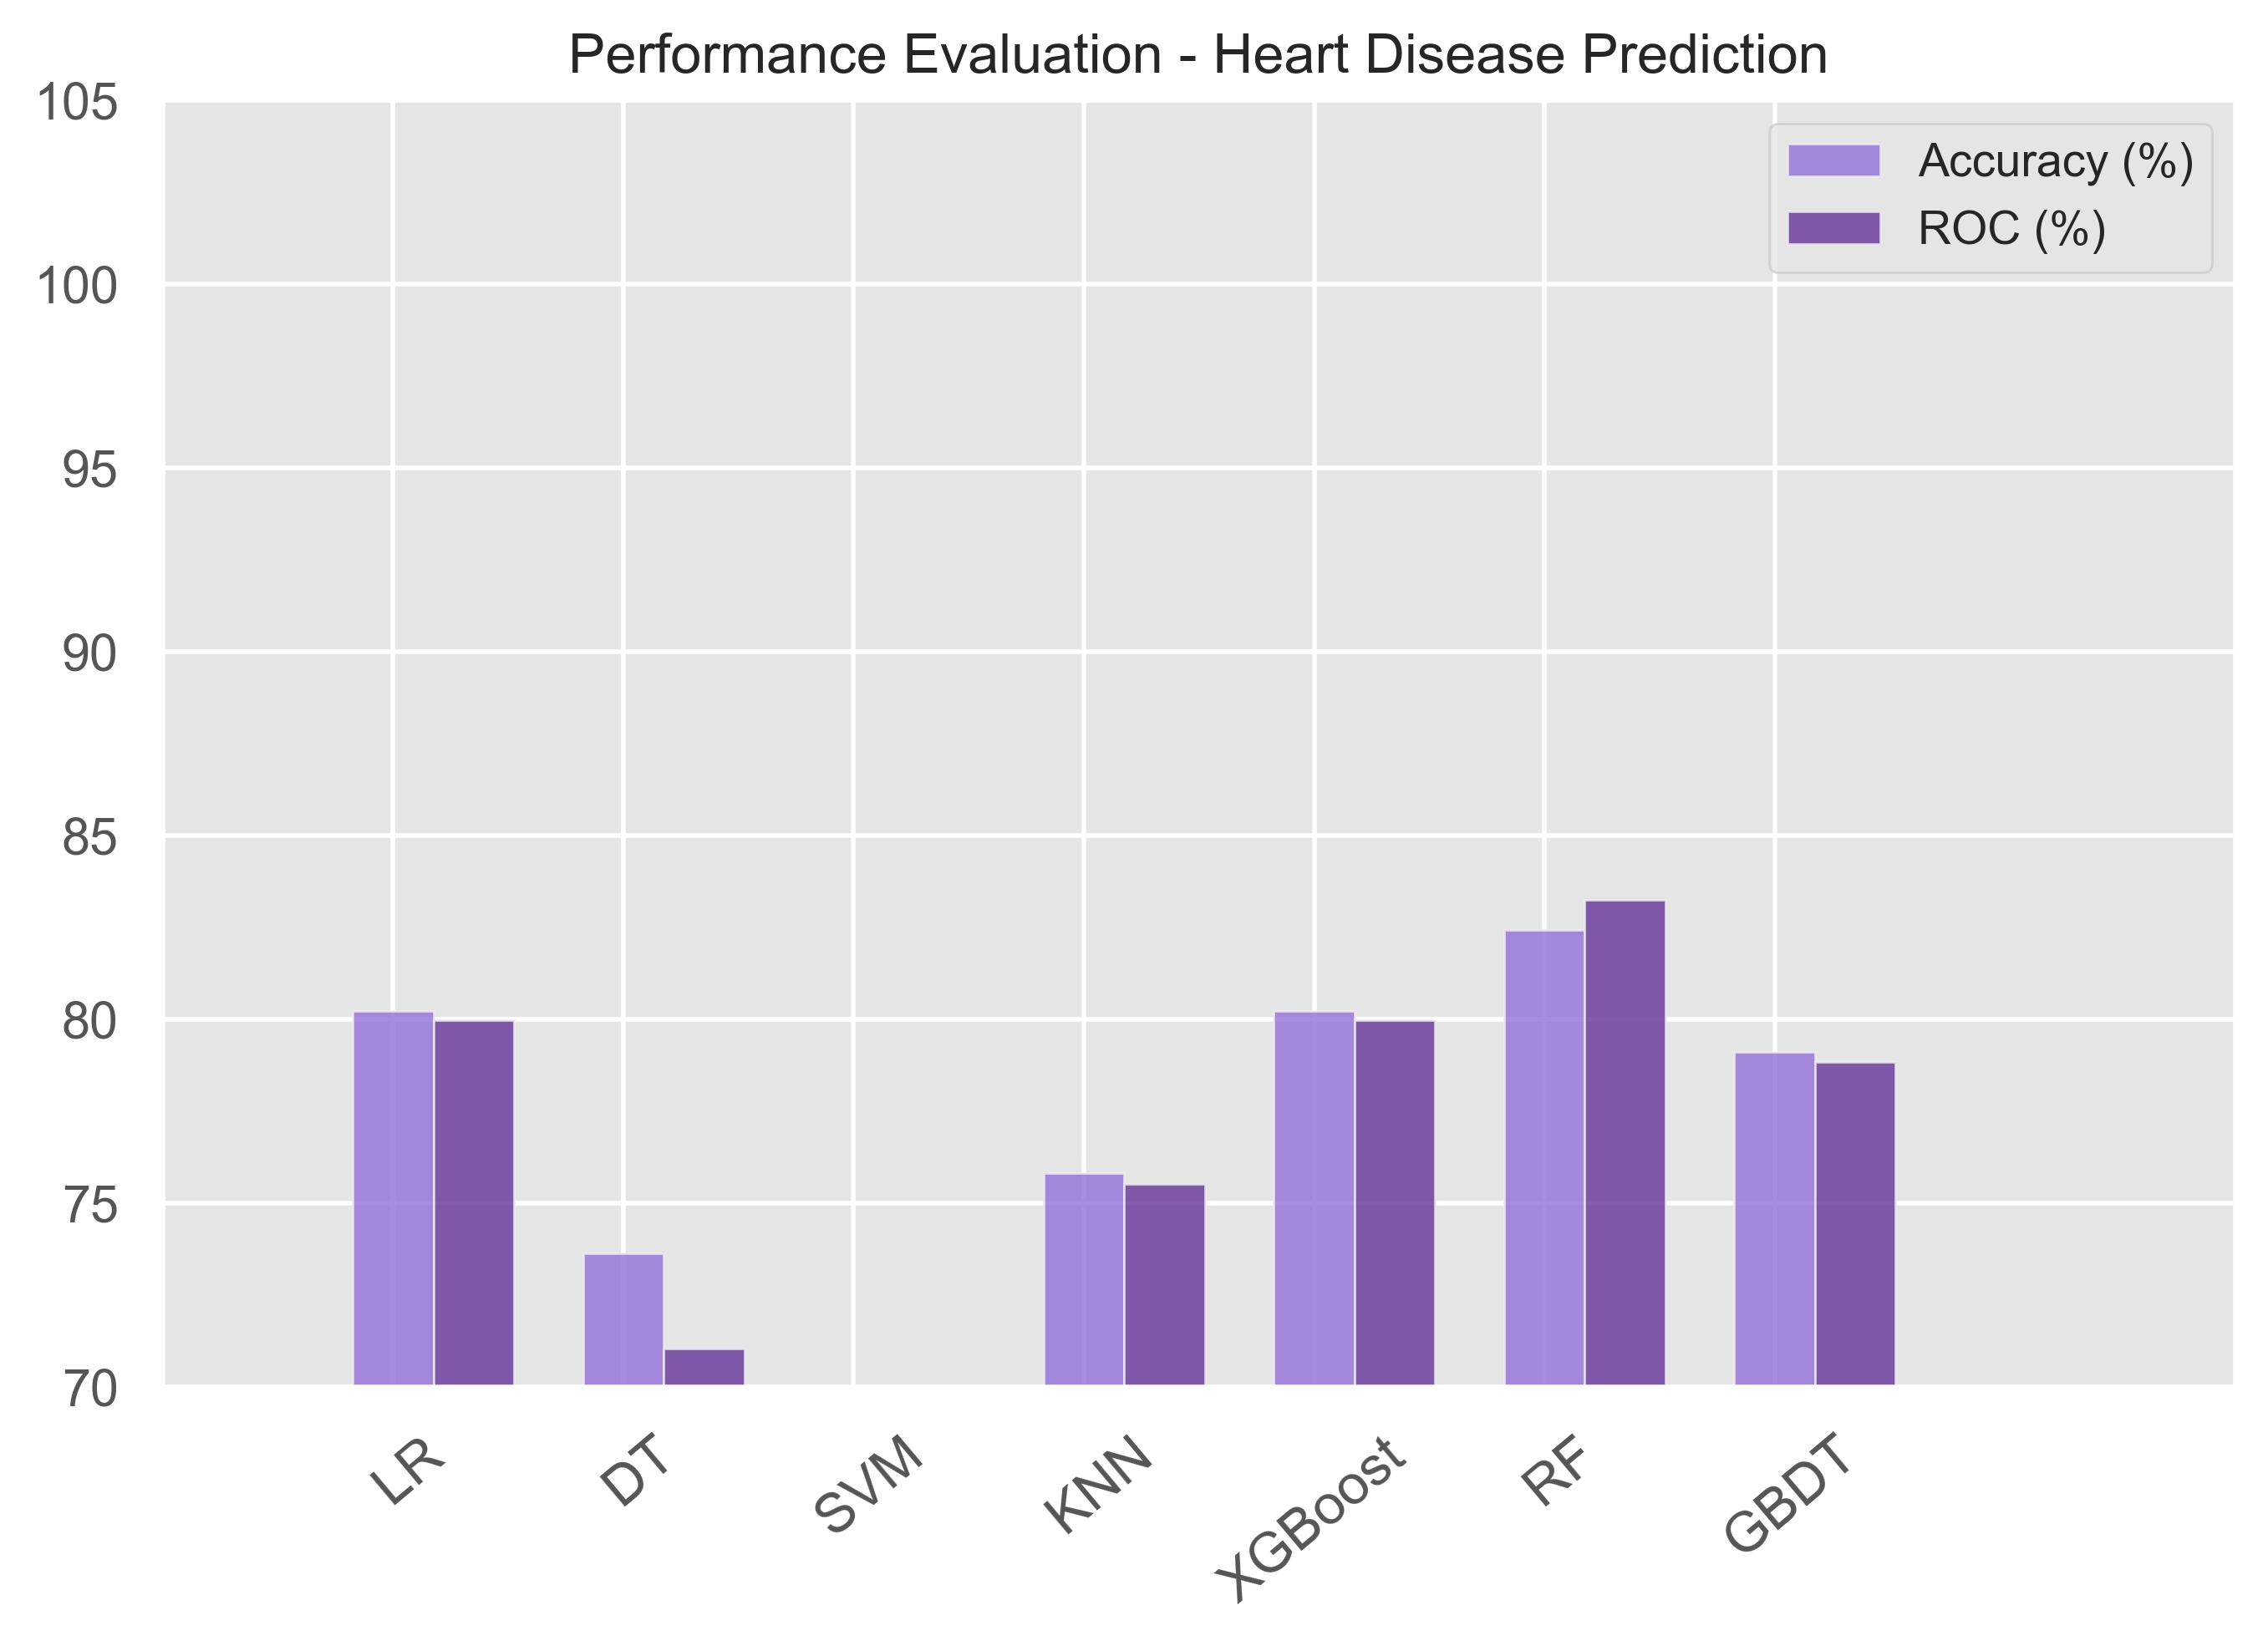 Performance Evaluation - Heart Disease Prediction
Accuracy (%)
ROC (%)
105
100
95
90
85
80
75
70
LR
DT
SVM
KNN
XGBoost
RF
GBDT